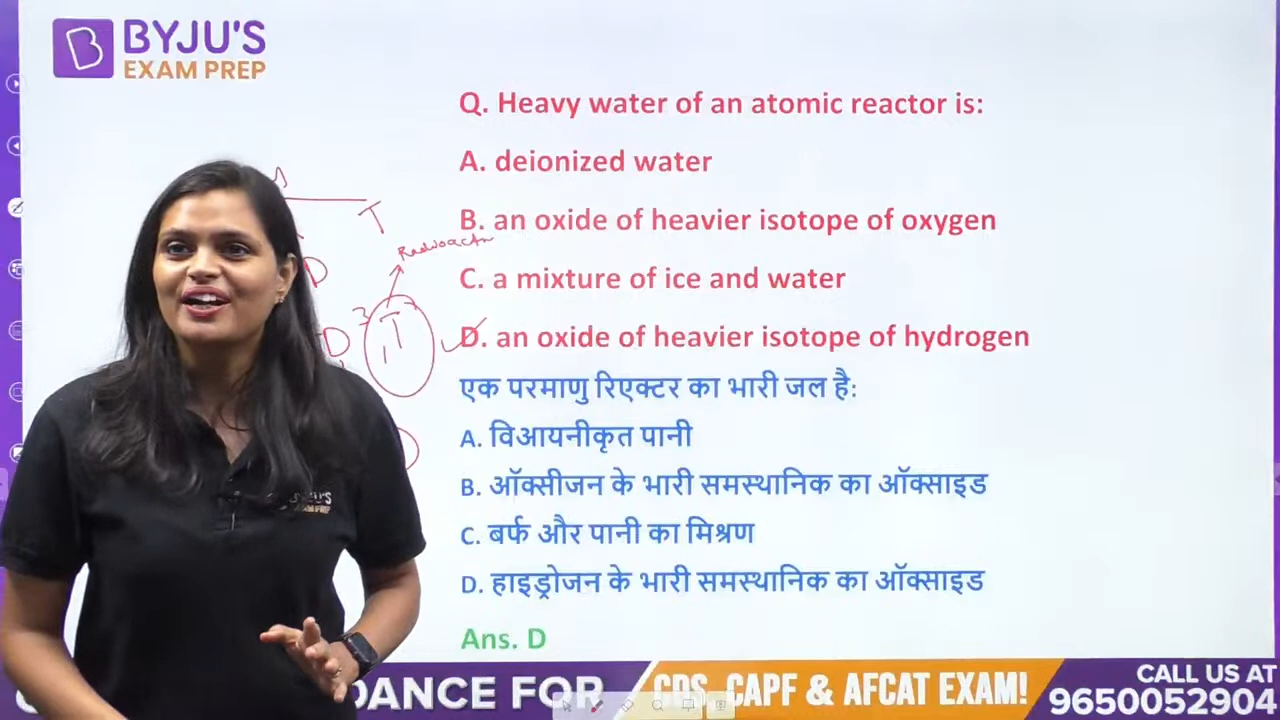 BYJU'S
EXAM PREP
Q. Heavy water of an atomic reactor is:
A. deionized water
B. an oxide of heavier isotope of oxygen
C. a mixture of ice and water
D. an oxide of heavier isotope of hydrogen
एक परमाणु रिएक्टर का भारी जल है:
A. विआयनीकृत पानी
B. ऑक्सीजन के भारी समस्थानिक का ऑक्साइड
C. बर्फ और पानी का मिश्रण
D. हाइड्रोजन के भारी समस्थानिक का ऑक्साइड
Ans. D
T
D
D
3 T
1
FOR
CDS, CAPF & AFCAT EXAM!
CALL US AT
9650052904